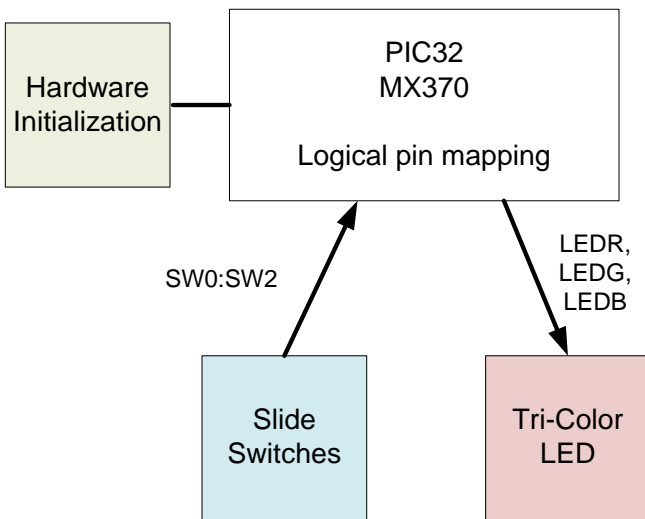 PIC32
MX370
Logical pin mapping
Hardware
Initialization
SW0:SW2
LEDR,
LEDG,
LEDB
Slide
Switches
Tri-Color
LED